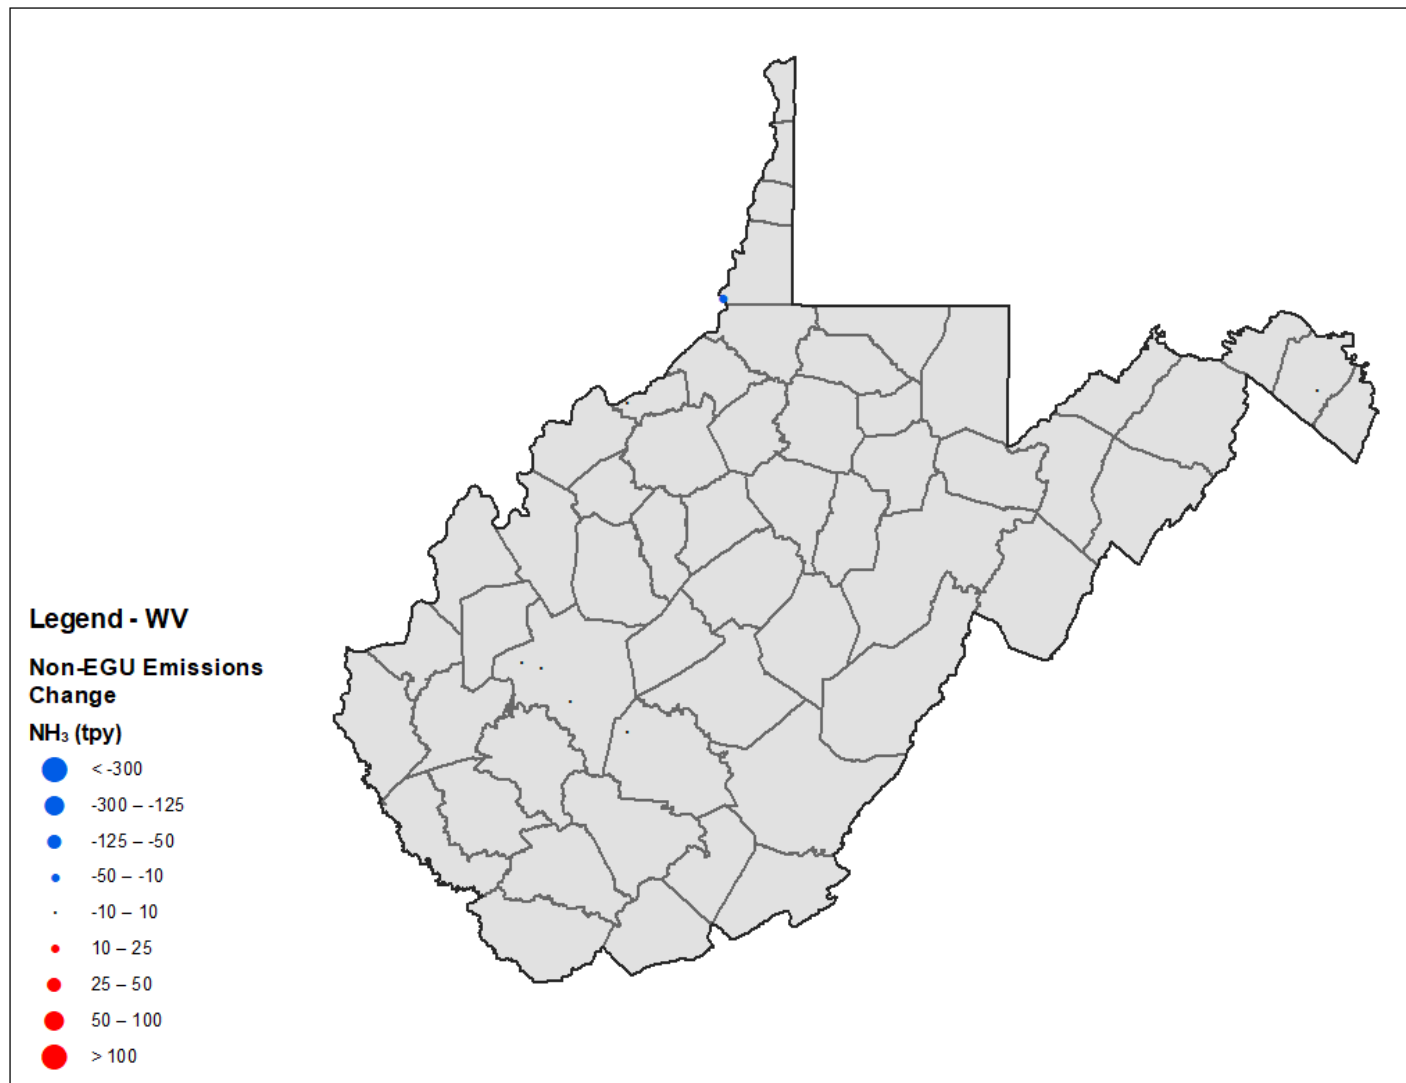 Legend - WV
Non-EGU Emissions
Change
NH₃ (tpy)
< -300
-300 – -125
-125 – -50
-50 – -10
-10 – 10
10 – 25
25 – 50
50 – 100
> 100